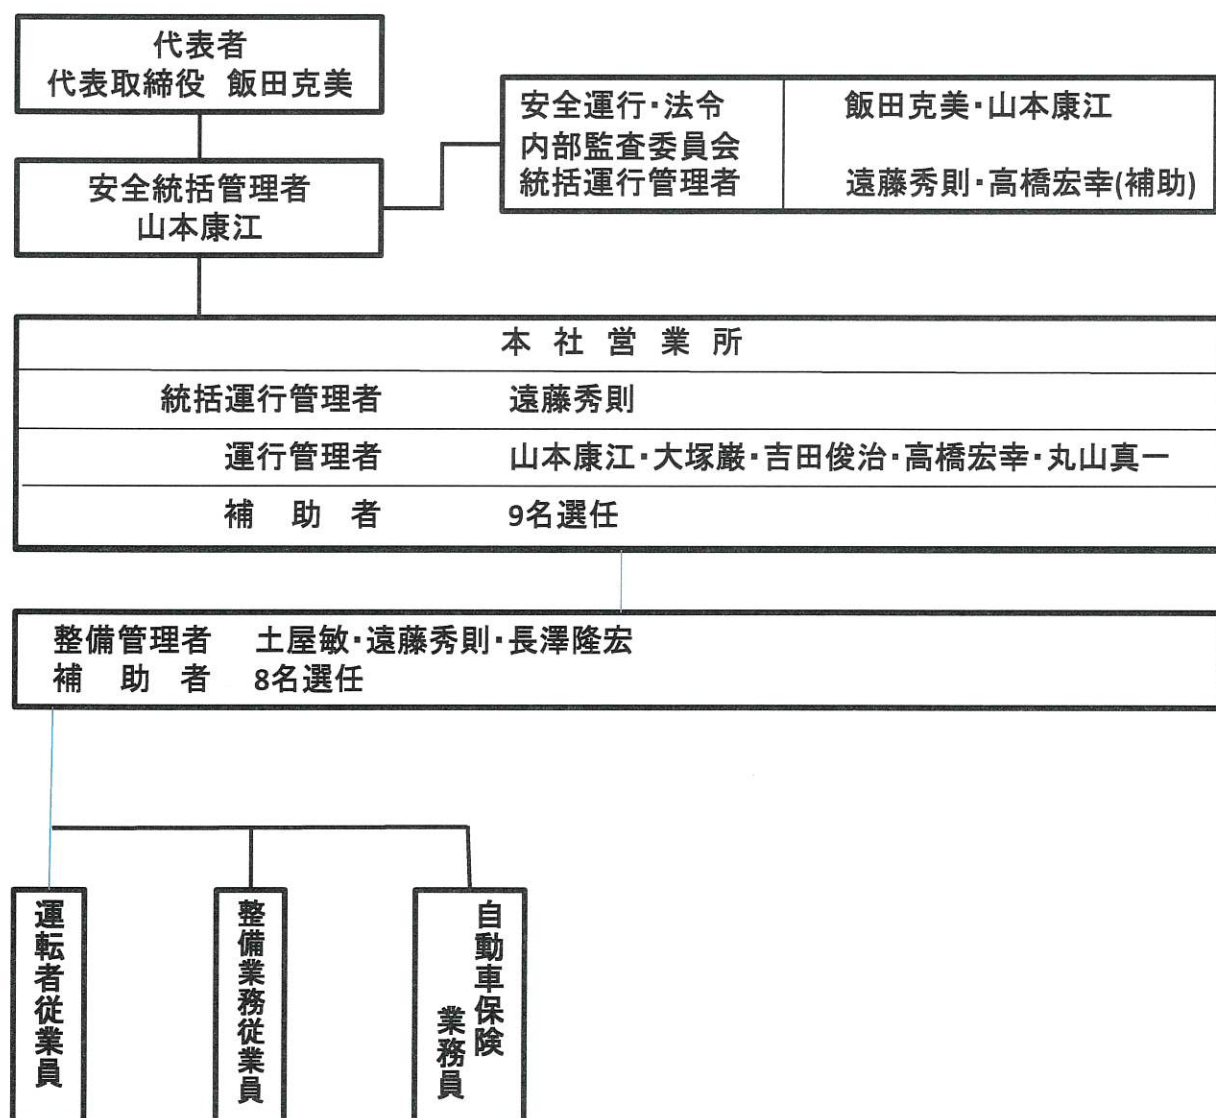 代表者
代表取締役 飯田克美
安全運行・法令 飯田克美・山本康江
内部監査委員会
統括運行管理者 遠藤秀則・高橋宏幸(補助)
安全統括管理者
山本康江
本 社 営 業 所
統括運行管理者 遠藤秀則
運行管理者 山本康江・大塚巌・吉田俊治・高橋宏幸・丸山真一
補 助 者 9名選任
整備管理者 土屋敏・遠藤秀則・長澤隆宏
補 助 者 8名選任
運転者従業員
整備業務従業員
自動車保険
業務員